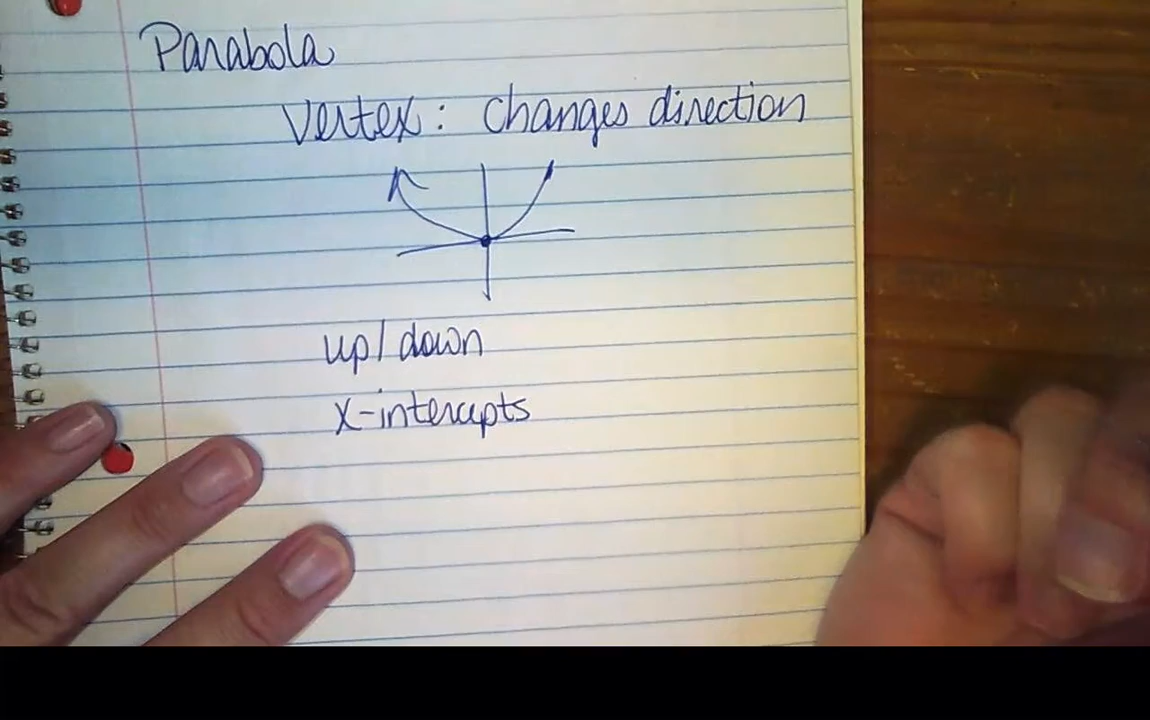 Parabola
Vertex: Changes direction
up/down
x-intercepts